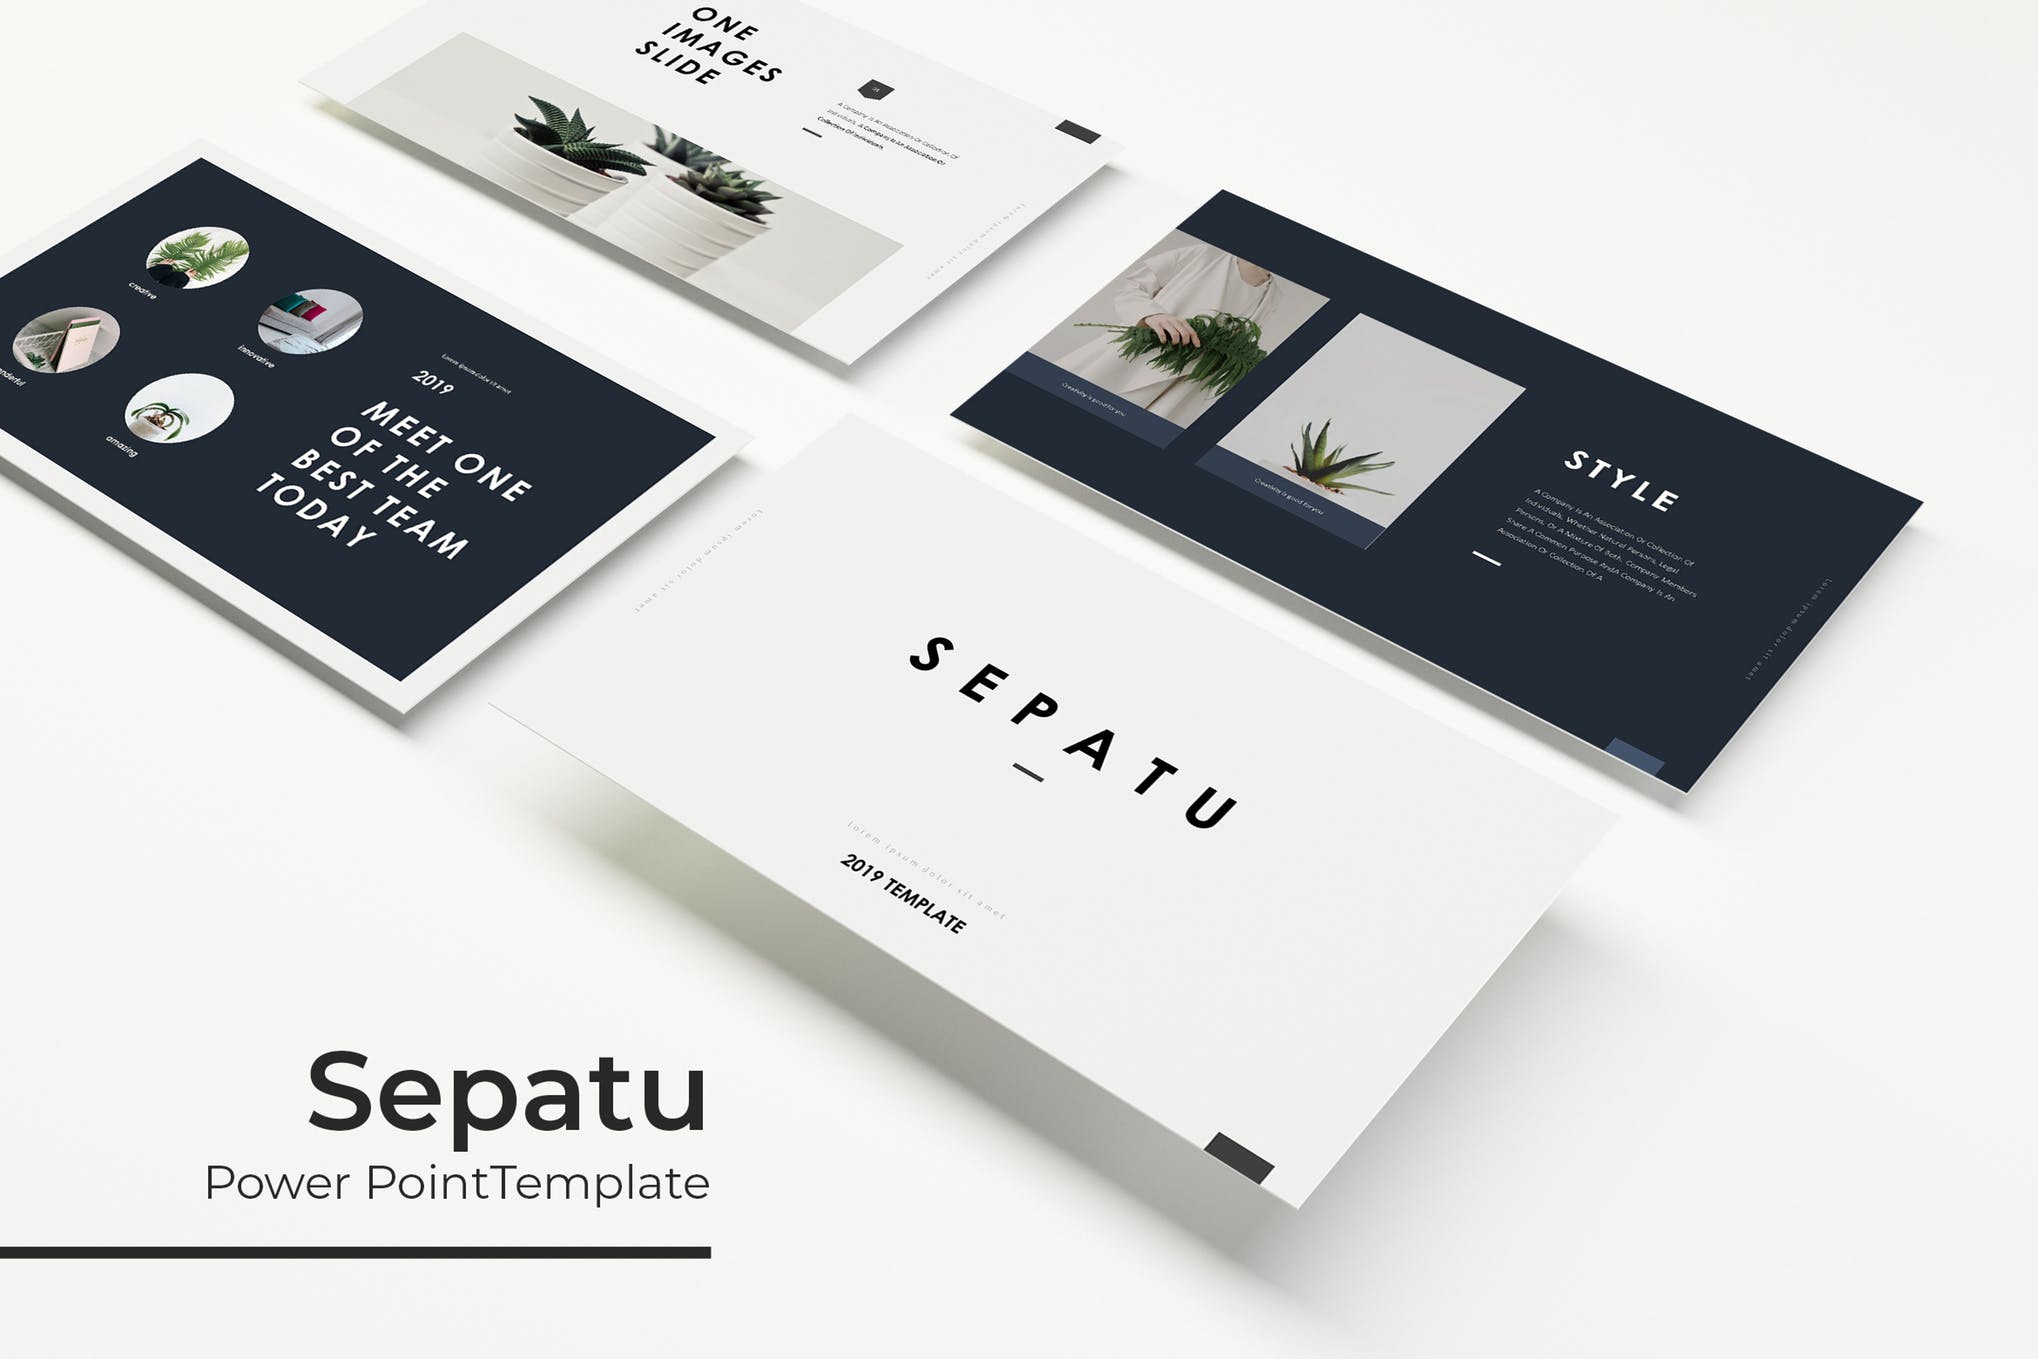 ONE
IMAGES
SLIDE
A Company Is An Association Or Collection Of
Individuals, A Company Is An Association Or
Collection Of Individuals.
lorem ipsum dolor sit amet
creative
innovative
amazing
Lorem ipsum dolor sit amet
2019
MEET ONE
OF THE
BEST TEAM
TODAY
Creativity is good for you
Creativity is good for you
STYLE
A Company Is An Association Or Collection Of
Individuals, Whether Natural Persons, Legal
Persons, Or A Mixture Of Both. Company Members
Share A Common Purpose And A Company Is An
Association Or Collection Of A
lorem ipsum dolor sit amet
lorem ipsum dolor sit amet
SEPATU
lorem ipsum dolor sit amet
2019 TEMPLATE
Sepatu
Power PointTemplate